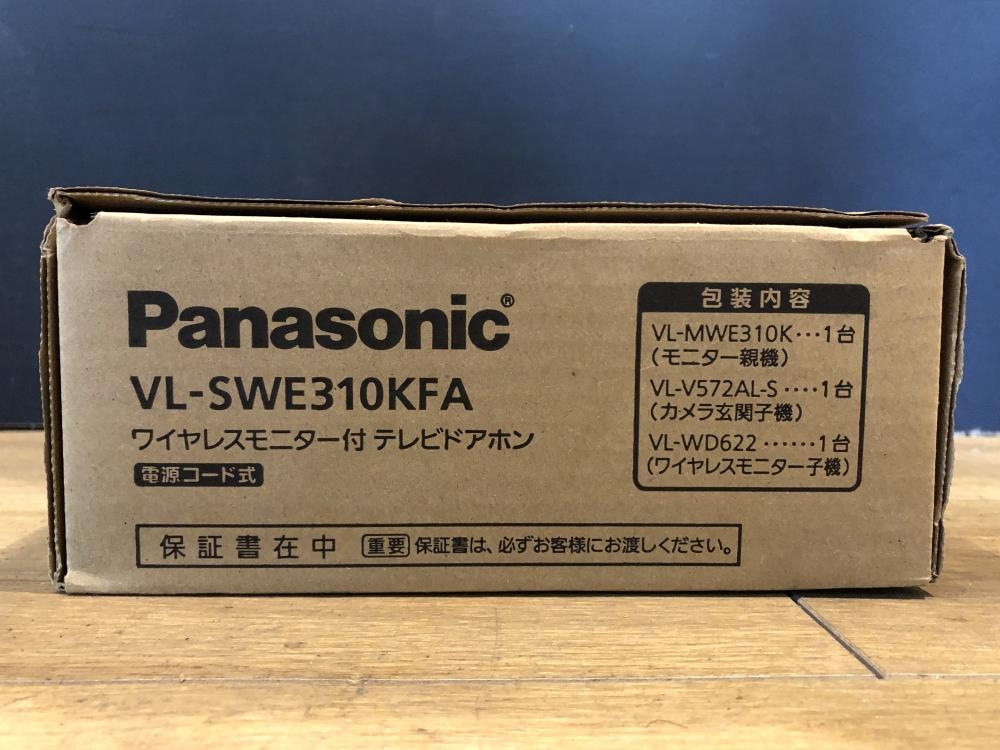 Panasonic®
VL-SWE310KFA
ワイヤレスモニター付 テレビドアホン
電源コード式
保証書在中 重要 保証書は、必ずお客様にお渡しください。
包装内容
VL-MWE310K…1台
(モニター親機)
VL-V572AL-S‥‥1台
(カメラ玄関子機)
VL-WD622……1台
(ワイヤレスモニター子機)